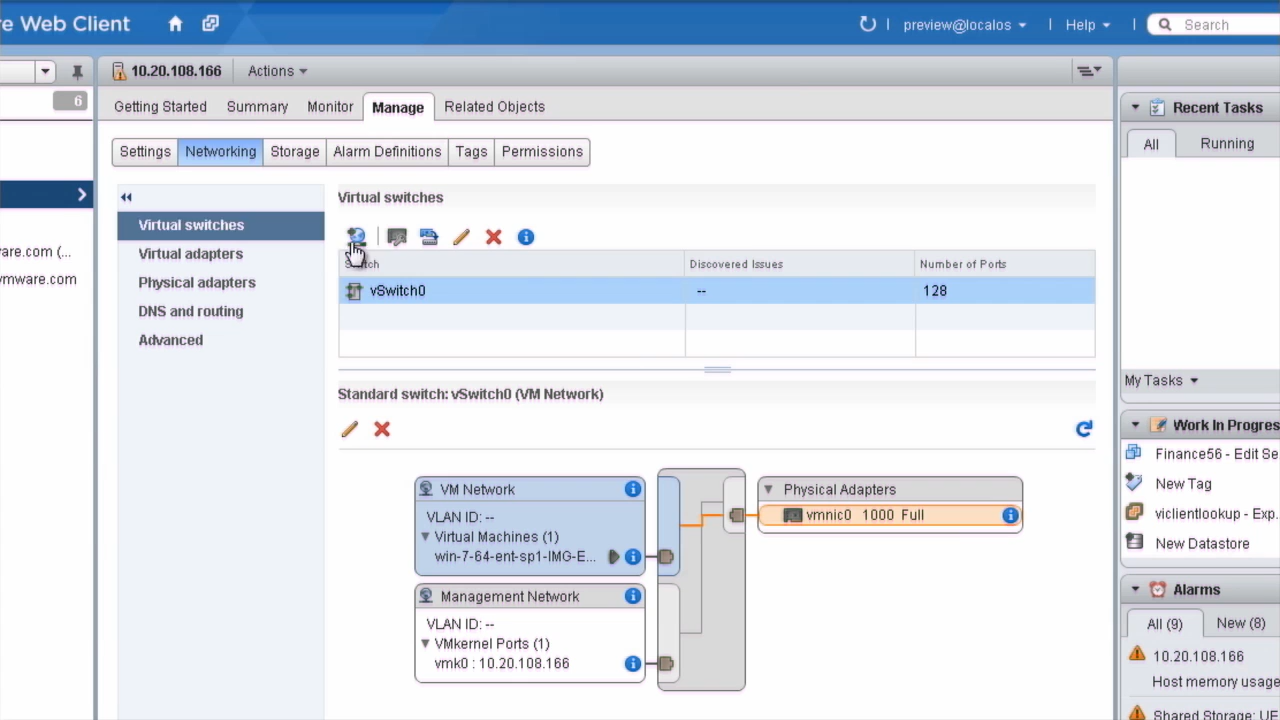 re Web Client
preview@localos
Help
Search
10.20.108.166
Actions
6
Getting Started
Summary
Monitor
Manage
Related Objects
Settings
Networking
Storage
Alarm Definitions
Tags
Permissions
are.com (...
mware.com
Virtual switches
Virtual adapters
Physical adapters
DNS and routing
Advanced
Virtual switches
Discovered Issues
Number of Ports
vSwitch0
--
128
Standard switch: vSwitch0 (VM Network)
VM Network
VLAN ID: --
Virtual Machines (1)
win-7-64-ent-sp1-IMG-E...
Management Network
VLAN ID: --
VMkernel Ports (1)
vmk0 : 10.20.108.166
Physical Adapters
vmnic0 1000 Full
Recent Tasks
All
Running
My Tasks
Work In Progres
Finance56 - Edit Se
New Tag
viclientlookup - Exp.
New Datastore
Alarms
All (9)
New (8)
10.20.108.166
Host memory usage
Shared Storage: UE